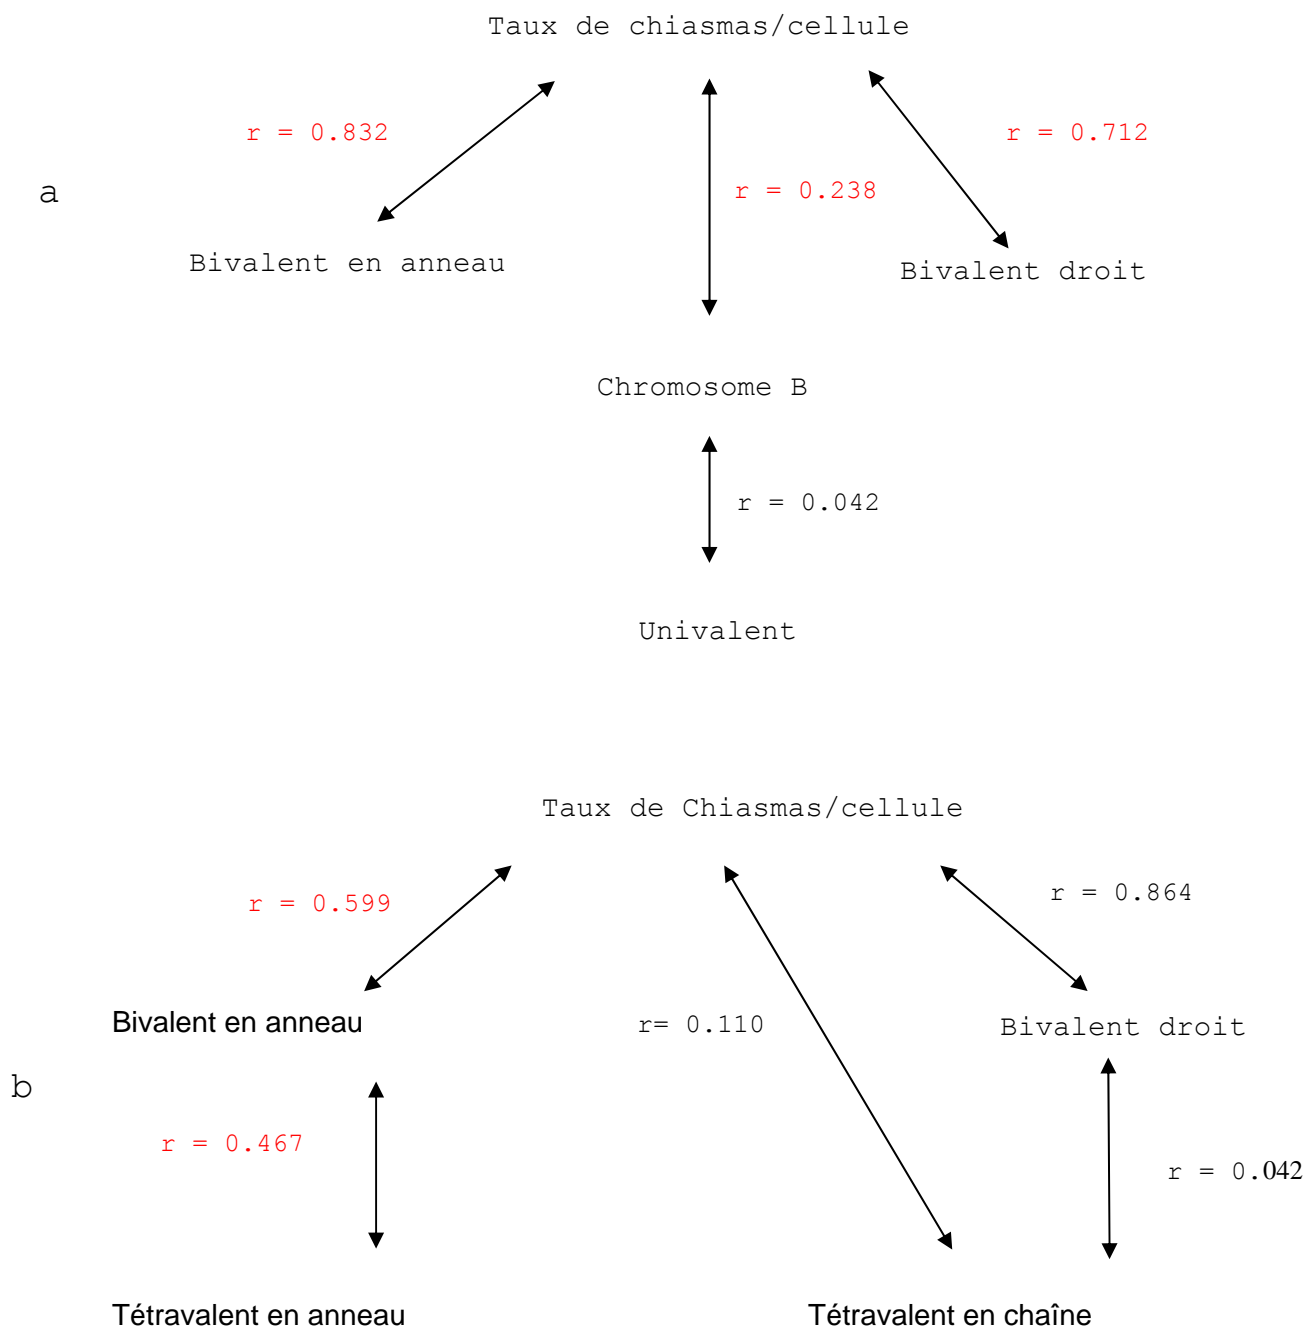 Taux de chiasmas/cellule
r = 0.832
r = 0.712
a
r = 0.238
Bivalent en anneau
Bivalent droit
Chromosome B
r = 0.042
Univalent
Taux de Chiasmas/cellule
r = 0.599
r = 0.864
Bivalent en anneau
r= 0.110
Bivalent droit
b
r = 0.467
r = 0.042
Tétravalent en anneau
Tétravalent en chaîne